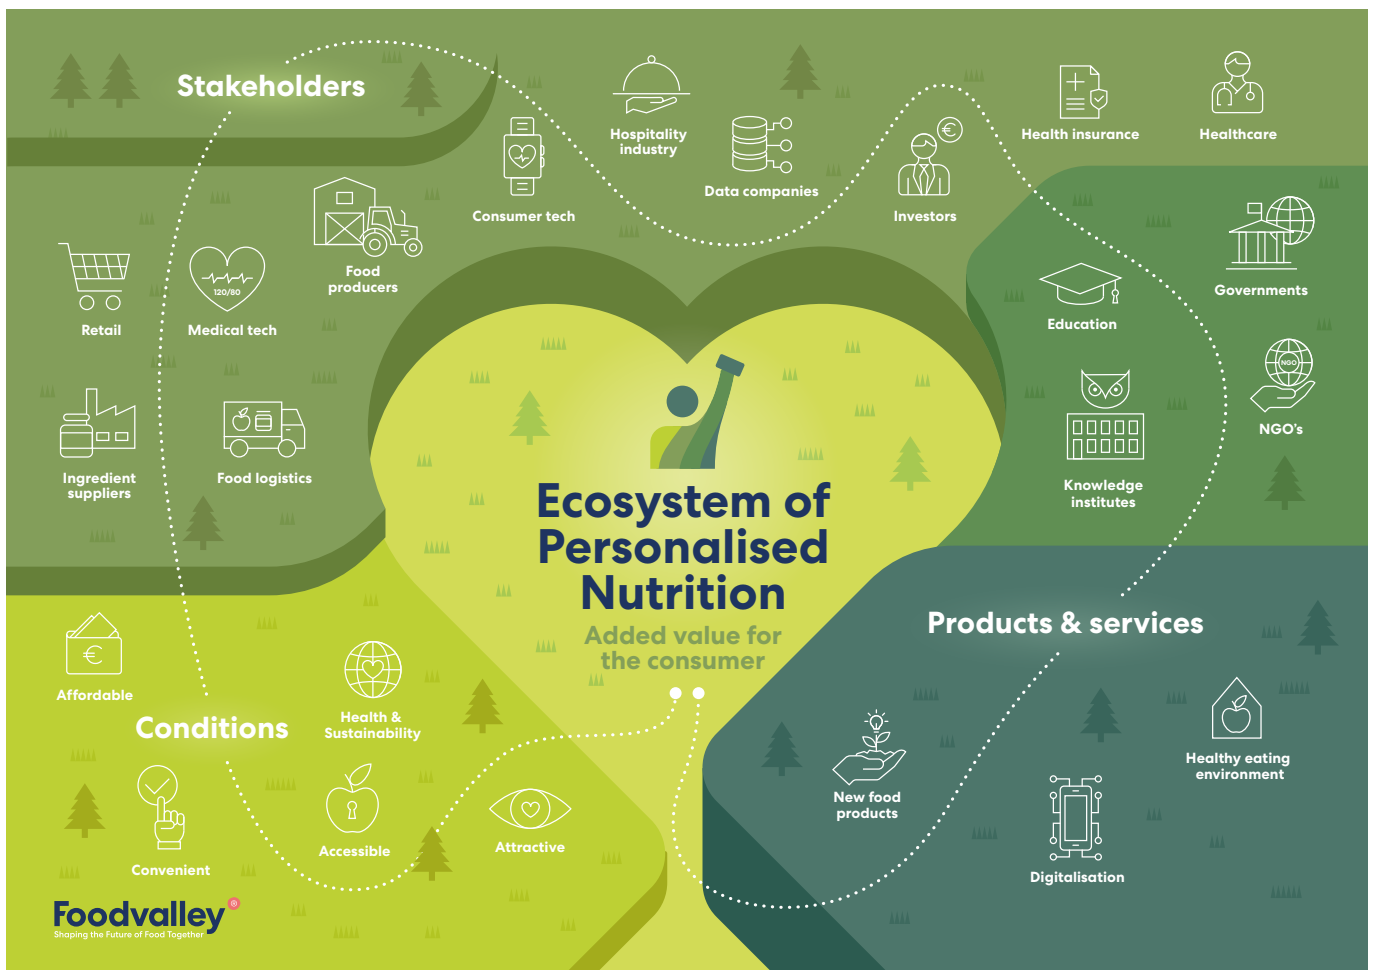 Stakeholders
Hospitality
industry
Health insurance
Healthcare
Data companies
Consumer tech
Investors
Food
producers
120/80
Retail
Medical tech
Governments
Education
NGO
NGO's
Ingredient
suppliers
Food logistics
Knowledge
institutes
Ecosystem of
Personalised
Nutrition
Added value for
the consumer
Products & services
Affordable
Conditions
Health &
Sustainability
Healthy eating
environment
New food
products
Convenient
Accessible
Attractive
Digitalisation
Foodvalley
Shaping the Future of Food Together